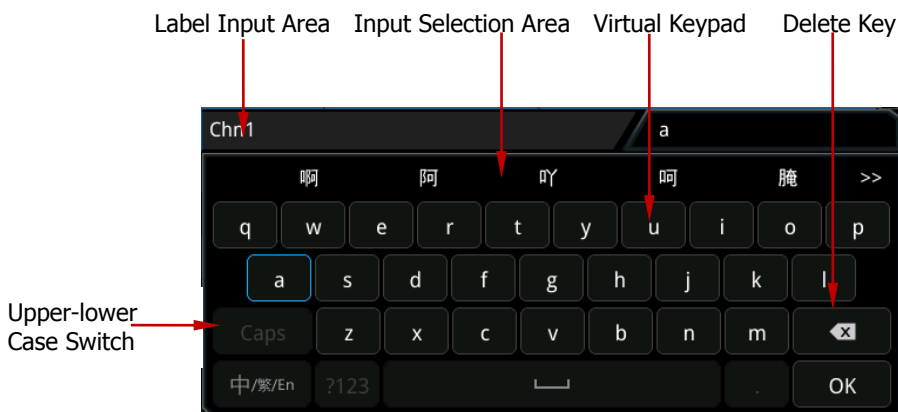 Label Input Area Input Selection Area Virtual Keypad Delete Key
Chn1 a
啊 阿 吖 呵 腌 >>
q w e r t y u i o p
a s d f g h j k l
Upper-lower
Case Switch
Caps z x c v b n m
中/繁/En ?123 . OK